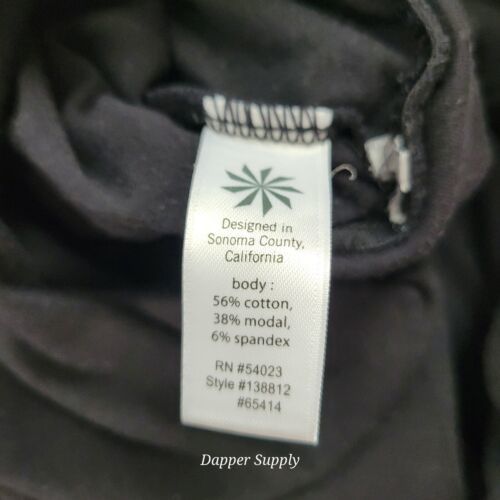 Designed in
Sonoma County,
California
body :
56% cotton,
38% modal,
6% spandex
RN #54023
Style #138812
#65414
Dapper Supply